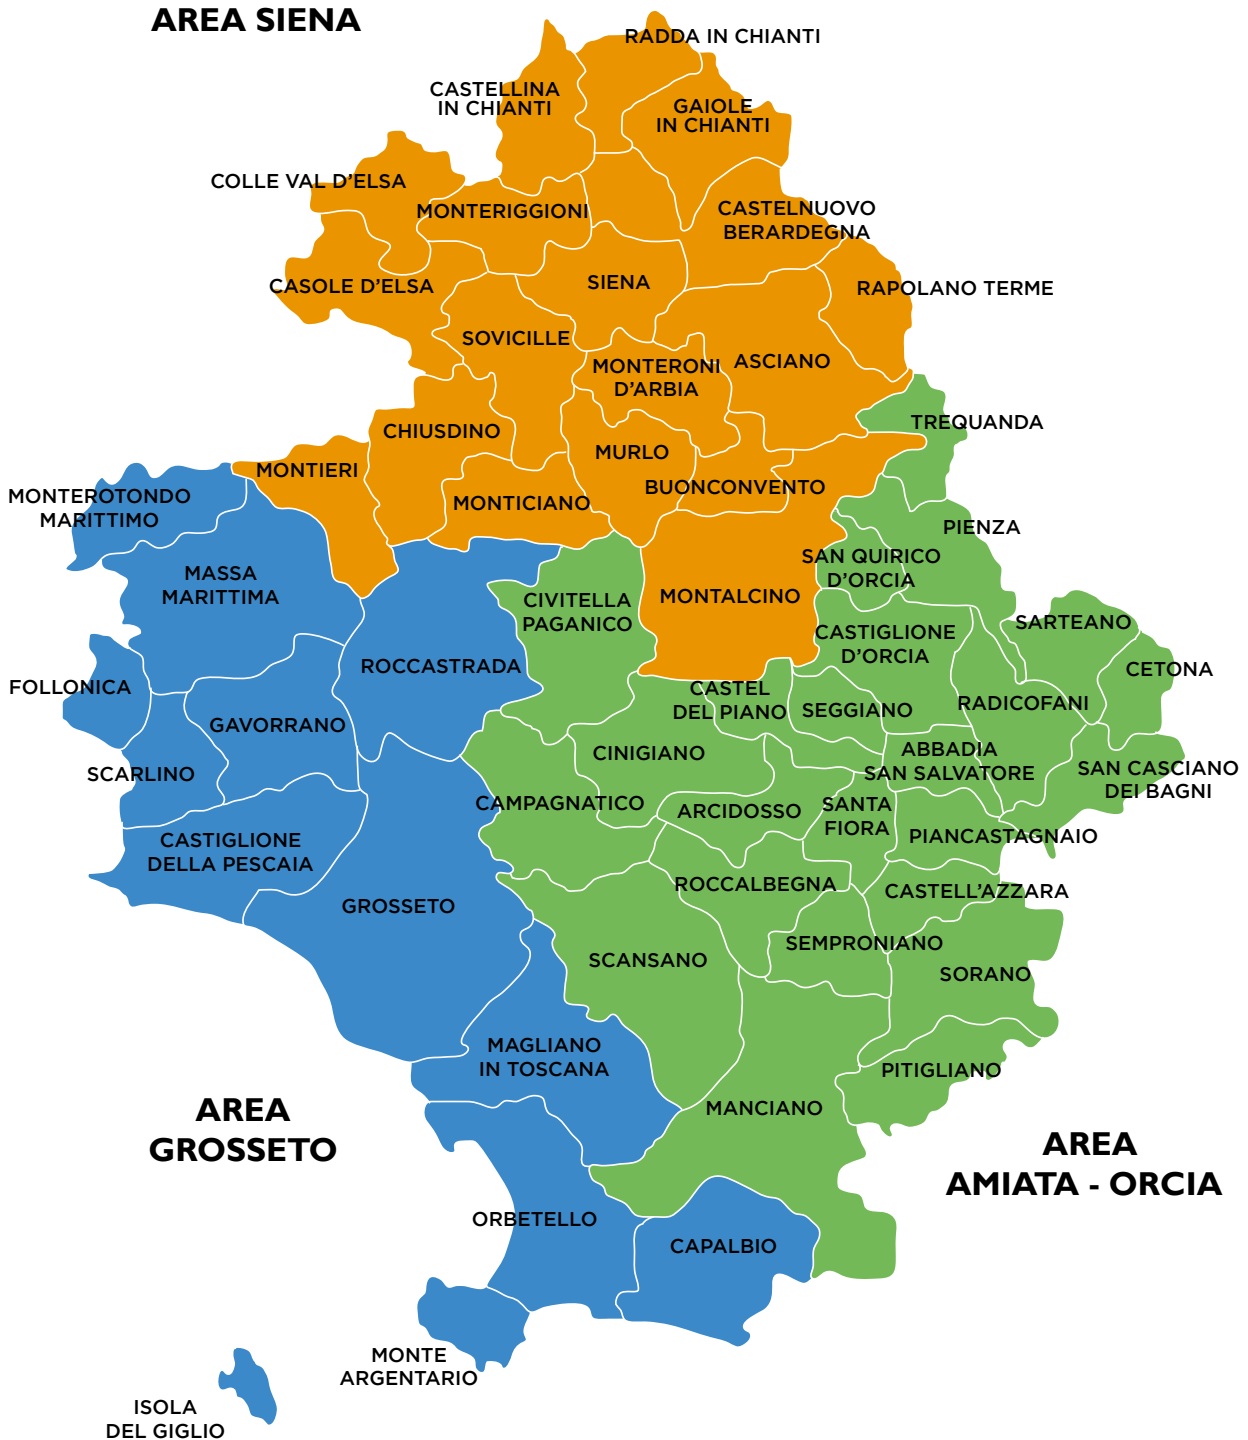 AREA SIENA
RADDA IN CHIANTI
CASTELLINA
IN CHIANTI
GAIOLE
IN CHIANTI
COLLE VAL D'ELSA
MONTERIGGIONI
CASTELNUOVO
BERARDEGNA
CASOLE D'ELSA
SIENA
RAPOLANO TERME
SOVICILLE
MONTERONI
D'ARBIA
ASCIANO
TREQUANDA
CHIUSDINO
MURLO
MONTIERI
BUONCONVENTO
MONTICIANO
MONTEROTONDO
MARITTIMO
PIENZA
SAN QUIRICO
D'ORCIA
MASSA
MARITTIMA
CIVITELLA
PAGANICO
MONTALCINO
SARTEANO
CASTIGLIONE
D'ORCIA
ROCCASTRADA
CETONA
FOLLONICA
CASTEL
DEL PIANO
SEGGIANO
RADICOFANI
GAVORRANO
CINIGIANO
ABBADIA
SAN SALVATORE
SCARLINO
SAN CASCIANO
DEI BAGNI
CAMPAGNATICO
ARCIDOSSO
SANTA
FIORA
PIANCASTAGNAIO
CASTIGLIONE
DELLA PESCAIA
ROCCALBEGNA
CASTELL'AZZARA
GROSSETO
SEMPRONIANO
SCANSANO
SORANO
MAGLIANO
IN TOSCANA
PITIGLIANO
MANCIANO
AREA
GROSSETO
AREA
AMIATA - ORCIA
ORBETELLO
CAPALBIO
MONTE
ARGENTARIO
ISOLA
DEL GIGLIO